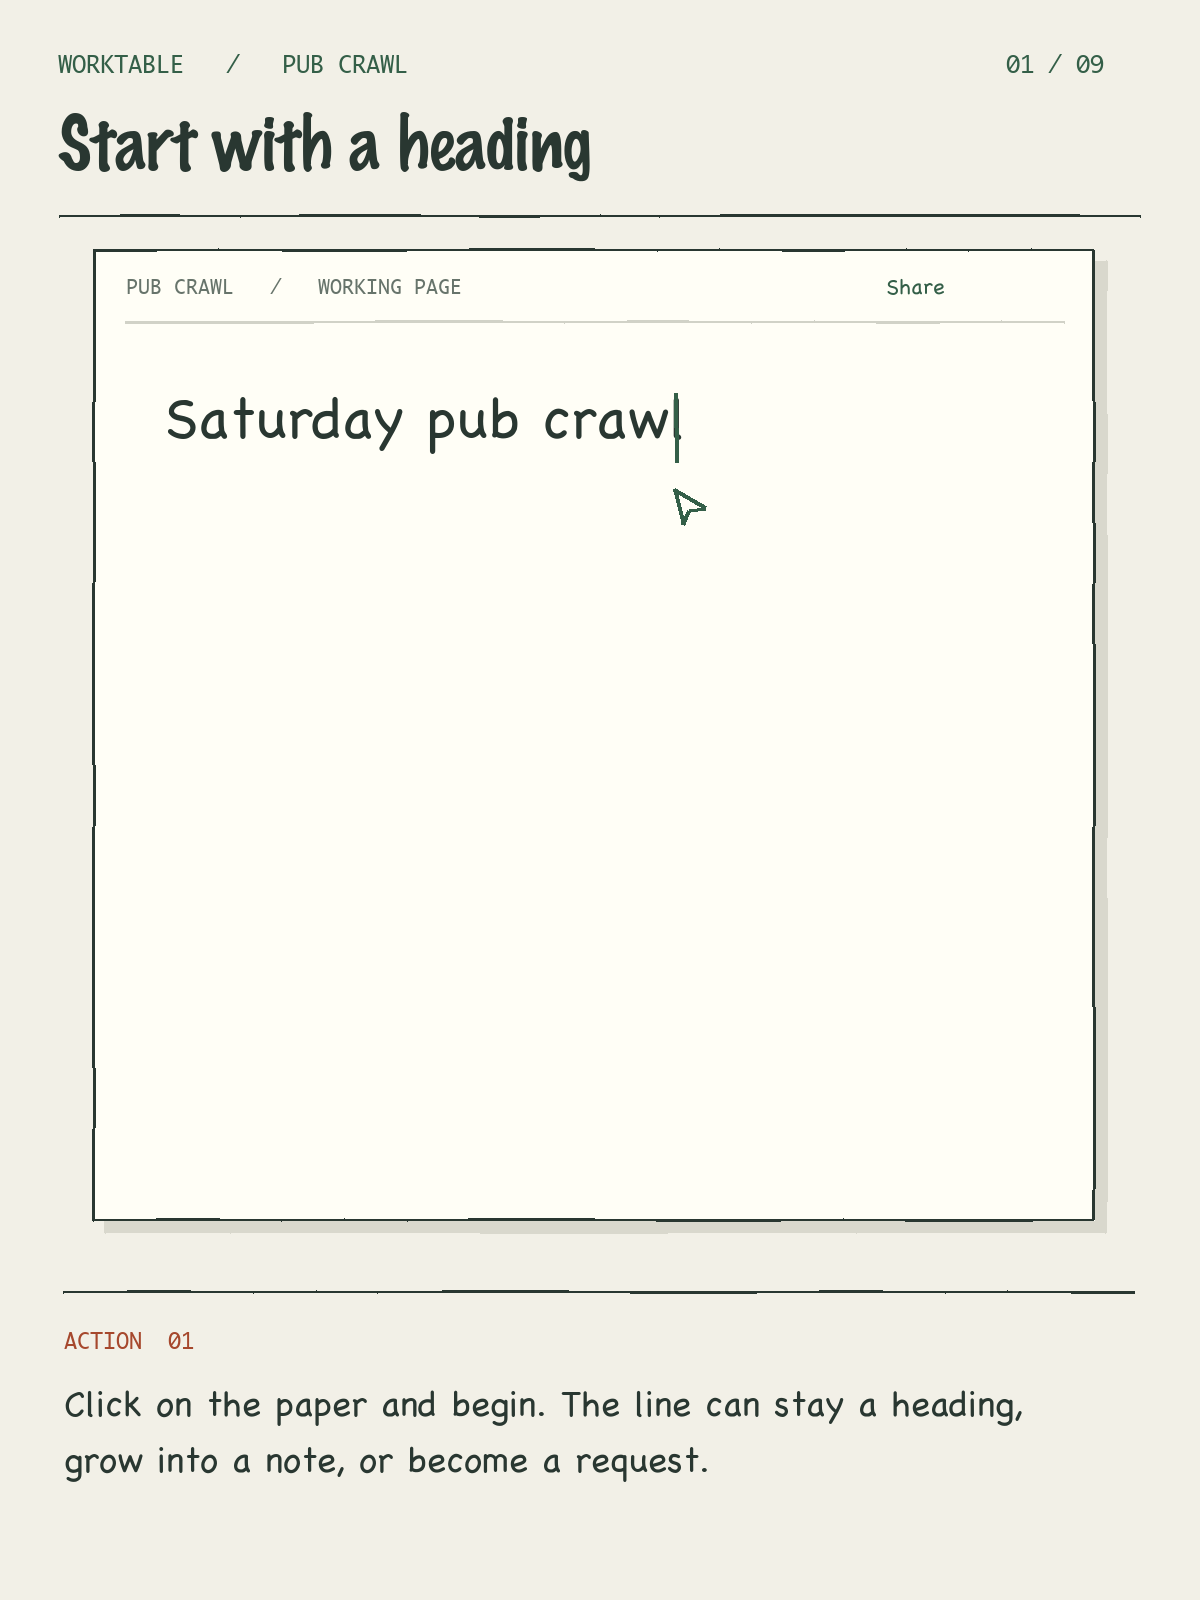 WORKTABLE / PUB CRAWL 01 / 09
Start with a heading
PUB CRAWL / WORKING PAGE Share
Saturday pub crawl
ACTION 01
Click on the paper and begin. The line can stay a heading,
grow into a note, or become a request.